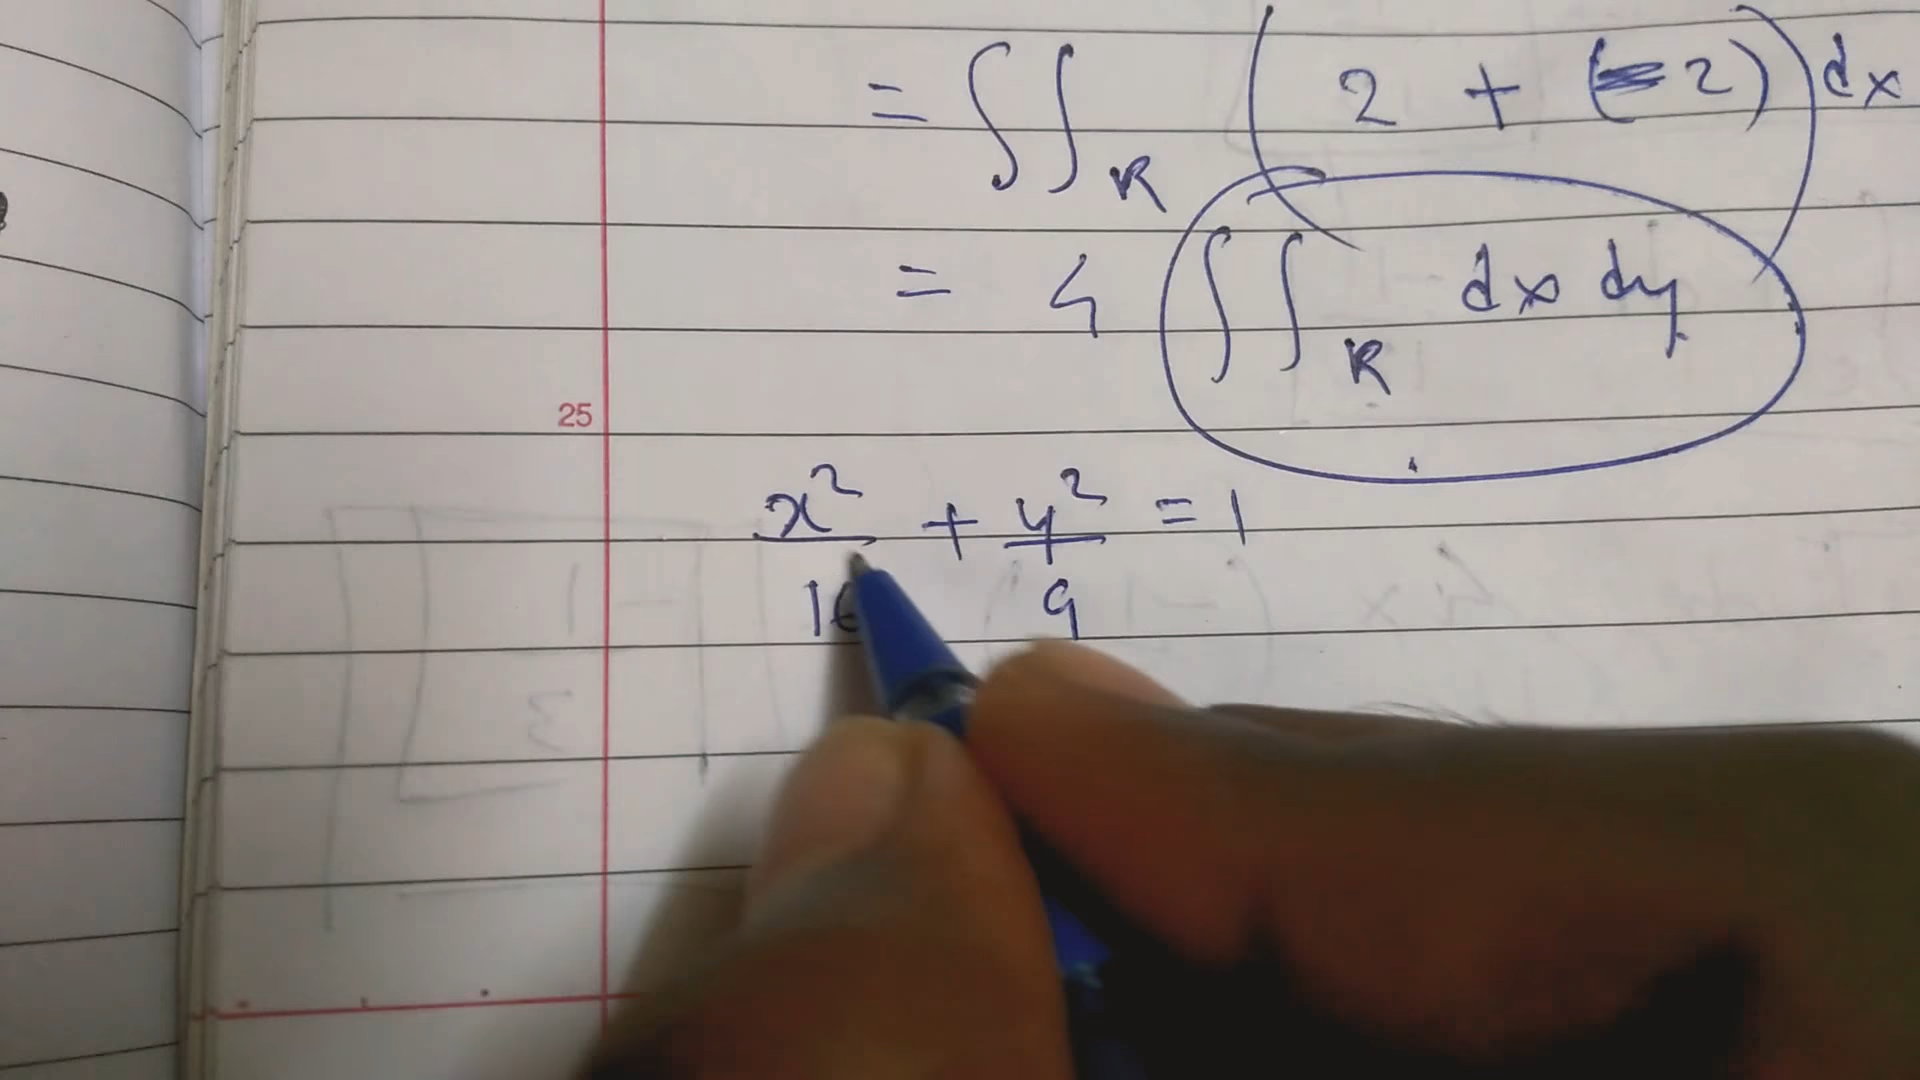 = ∬_R (2 + (2)) dx
= 4 ∬_R dx dy
25
x²/16 + y²/9 = 1